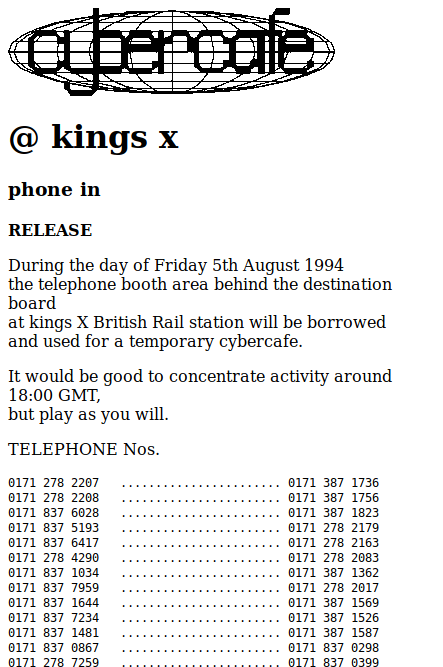 cybercafe
@ kings x
phone in
RELEASE
During the day of Friday 5th August 1994
the telephone booth area behind the destination
board
at kings X British Rail station will be borrowed
and used for a temporary cybercafe.
It would be good to concentrate activity around
18:00 GMT,
but play as you will.
TELEPHONE Nos.
0171 278 2207 ....................... 0171 387 1736
0171 278 2208 ....................... 0171 387 1756
0171 837 6028 ....................... 0171 387 1823
0171 837 5193 ....................... 0171 278 2179
0171 837 6417 ....................... 0171 278 2163
0171 278 4290 ....................... 0171 278 2083
0171 837 1034 ....................... 0171 387 1362
0171 837 7959 ....................... 0171 278 2017
0171 837 1644 ....................... 0171 387 1569
0171 837 7234 ....................... 0171 387 1526
0171 837 1481 ....................... 0171 387 1587
0171 837 0867 ....................... 0171 837 0298
0171 278 7259 ....................... 0171 837 0399